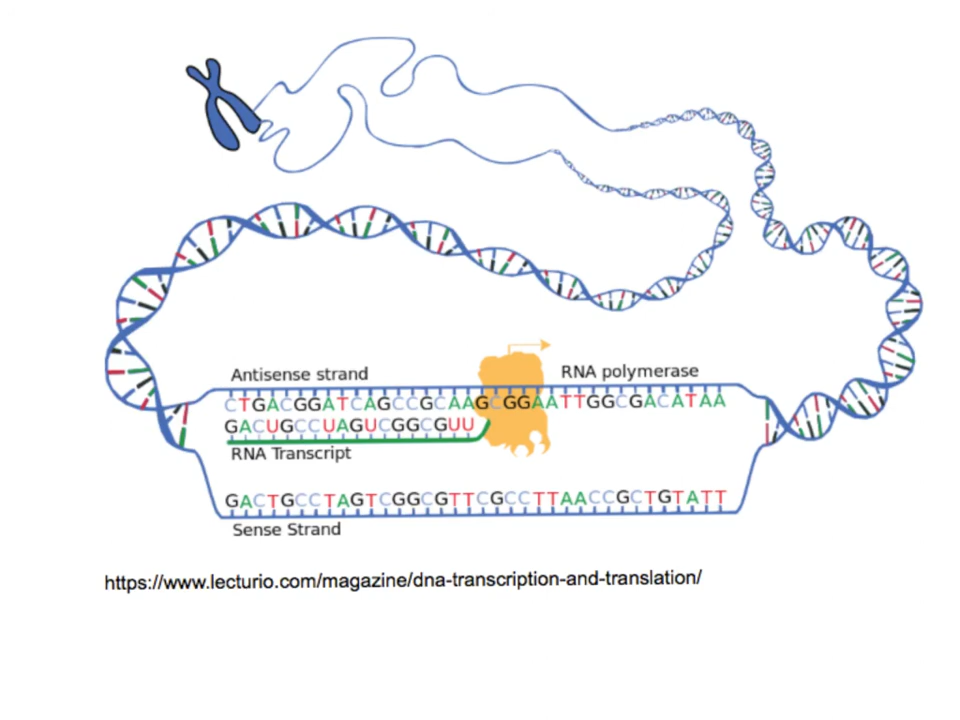 Antisense strand
RNA polymerase
CTGACGGATCAGCCGCAAGCGGAATTGGCGACATAA
GACUGCCUAGUCGGCGUU
RNA Transcript
GACTGCCTAGTCGGCGTTCGCCTTAACCGCTGTATT
Sense Strand
https://www.lecturio.com/magazine/dna-transcription-and-translation/